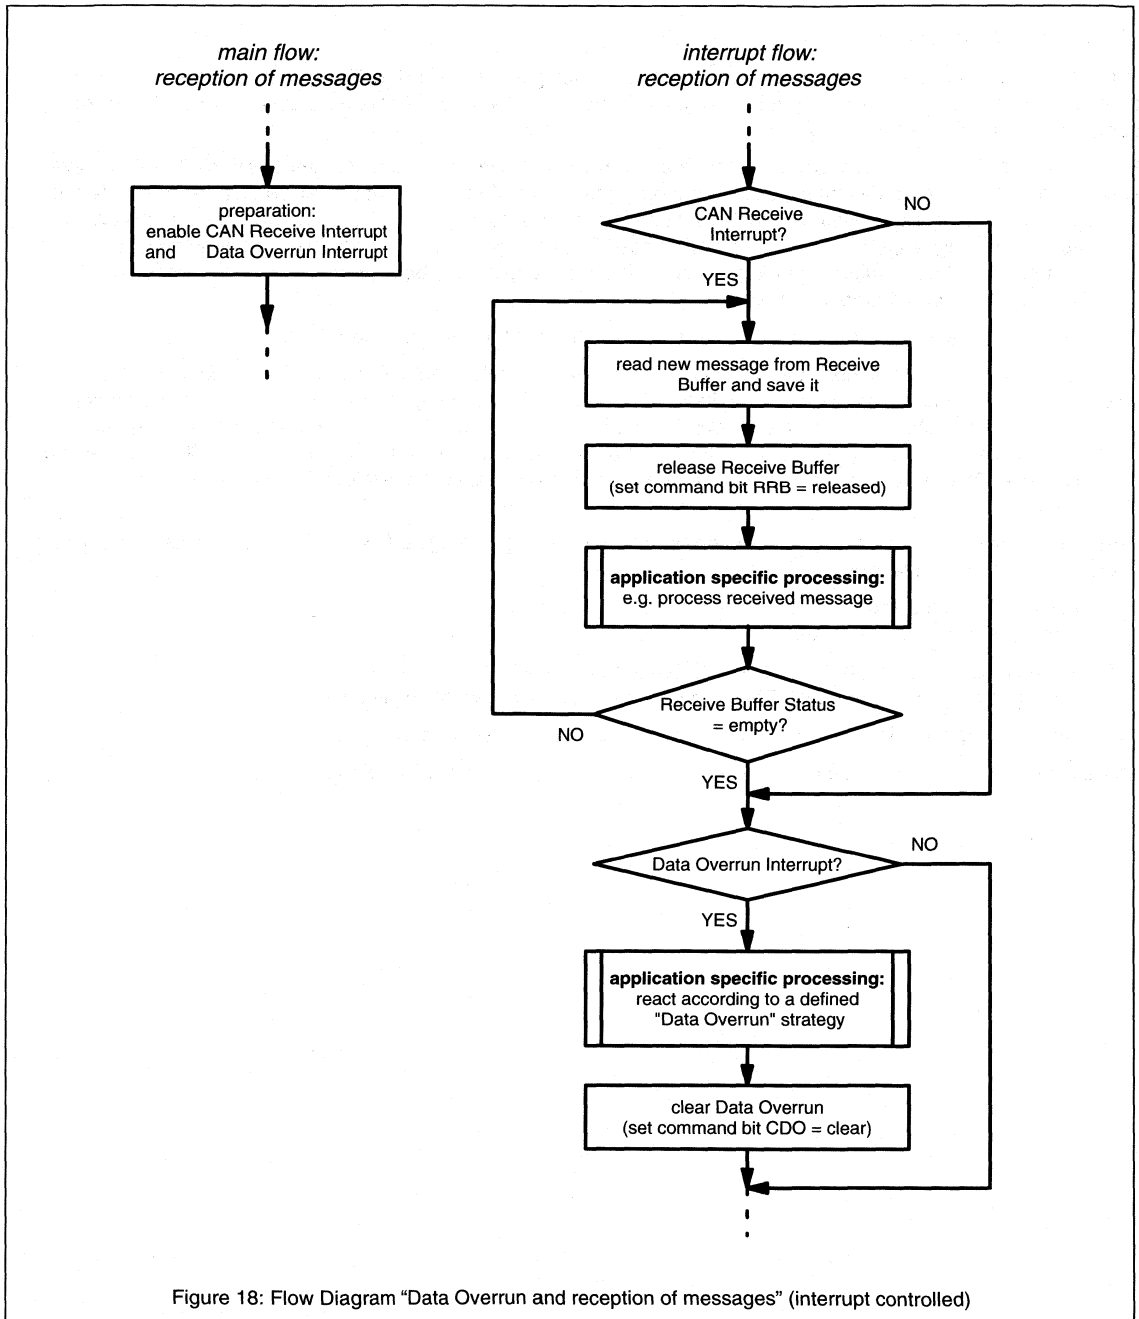 main flow:
reception of messages
preparation:
enable CAN Receive Interrupt
and Data Overrun Interrupt
interrupt flow:
reception of messages
CAN Receive
Interrupt?
NO
YES
read new message from Receive
Buffer and save it
release Receive Buffer
(set command bit RRB = released)
application specific processing:
e.g. process received message
Receive Buffer Status
= empty?
NO
YES
Data Overrun Interrupt?
NO
YES
application specific processing:
react according to a defined
"Data Overrun" strategy
clear Data Overrun
(set command bit CDO = clear)
Figure 18: Flow Diagram “Data Overrun and reception of messages” (interrupt controlled)